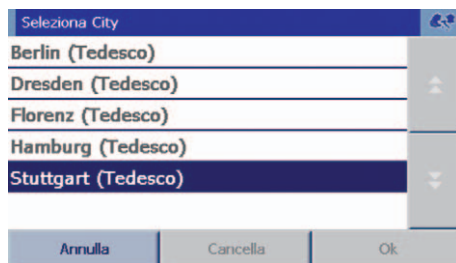 Seleziona City
Berlin (Tedesco)
Dresden (Tedesco)
Florenz (Tedesco)
Hamburg (Tedesco)
Stuttgart (Tedesco)
Annulla Cancella Ok